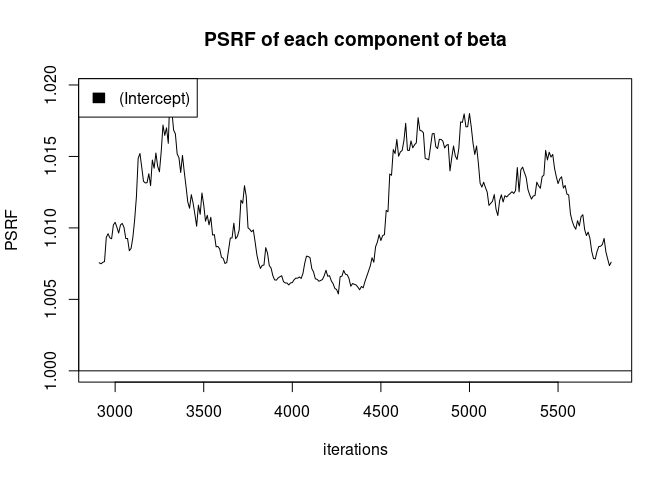 PSRF of each component of beta
(Intercept)
PSRF
1.020
1.015
1.010
1.005
1.000
3000 3500 4000 4500 5000 5500
iterations